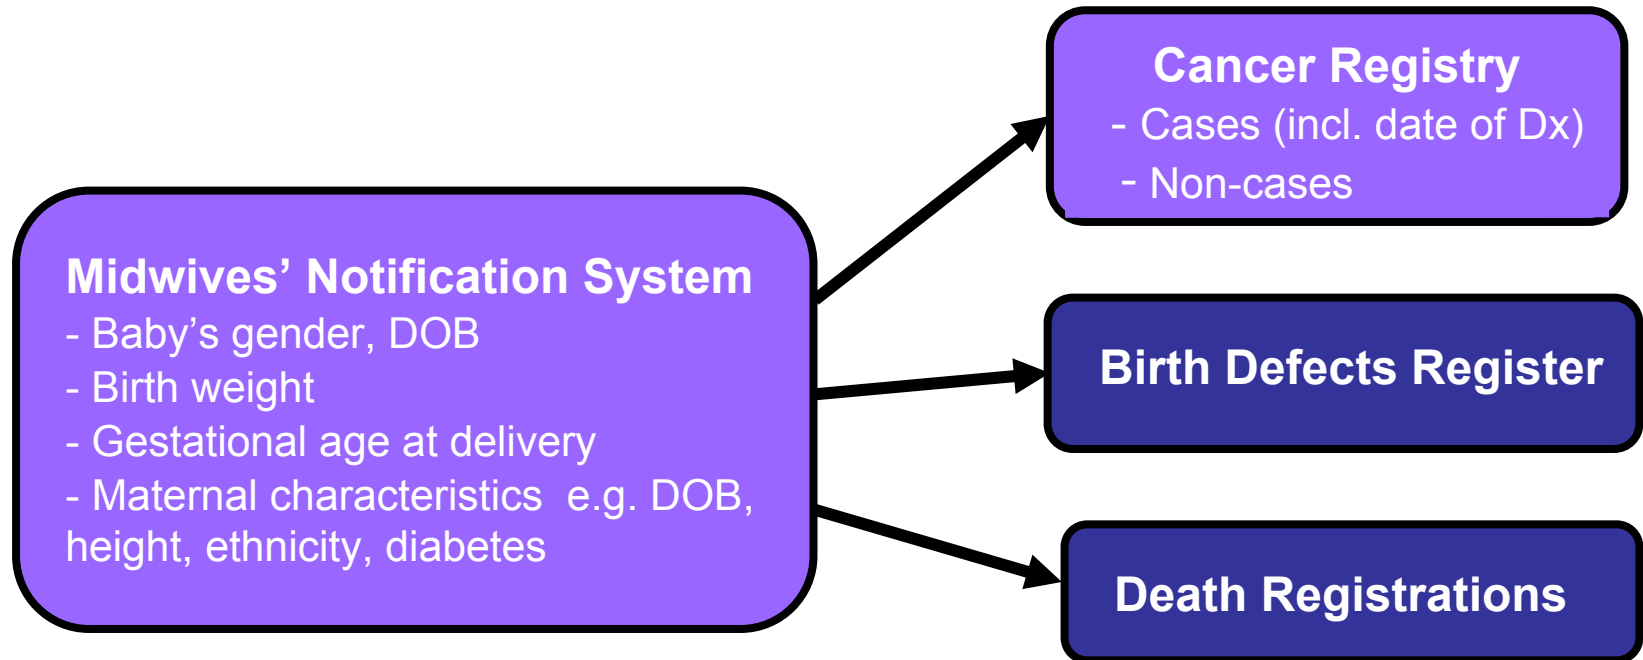 Cancer Registry
- Cases (incl. date of Dx)
- Non-cases
Midwives’ Notification System
- Baby’s gender, DOB
- Birth weight
- Gestational age at delivery
- Maternal characteristics  e.g. DOB,
height, ethnicity, diabetes
Birth Defects Register
Death Registrations